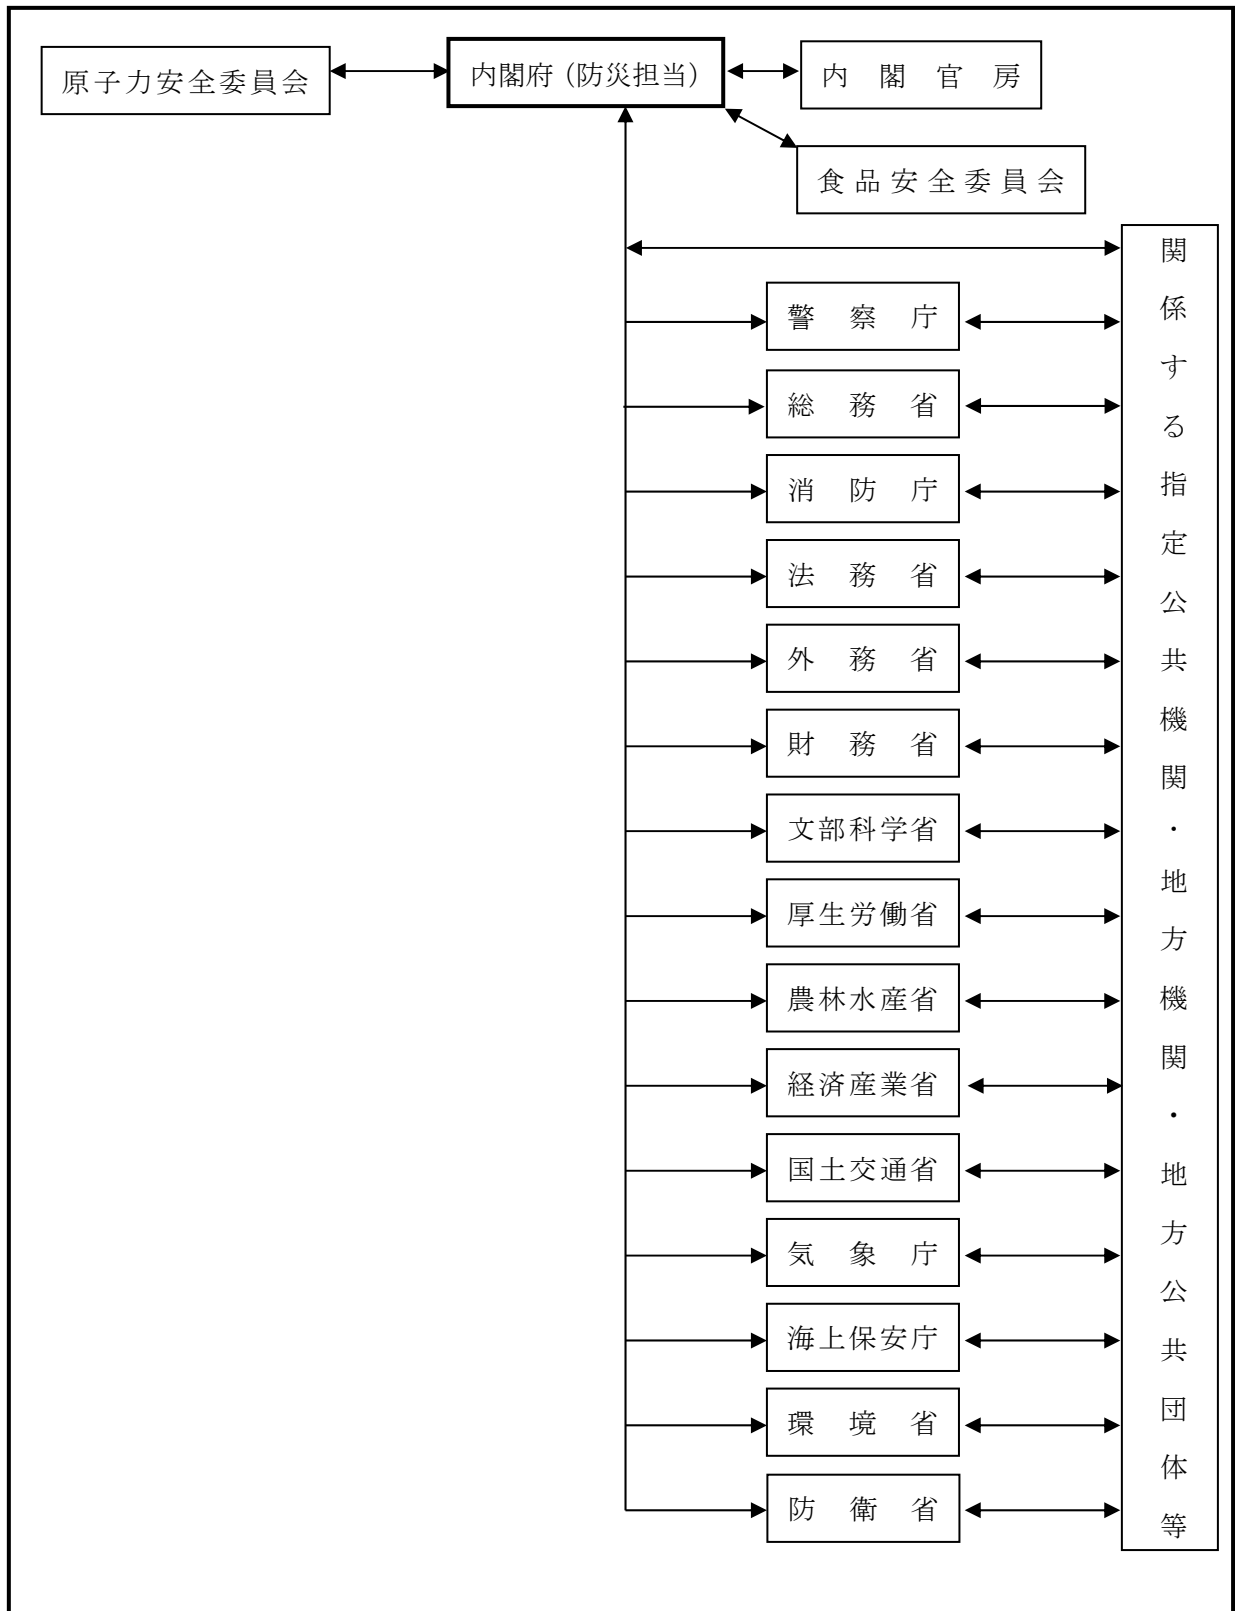 原子力安全委員会
内閣府（防災担当）
内閣官房
食品安全委員会
警察庁
総務省
消防庁
法務省
外務省
財務省
文部科学省
厚生労働省
農林水産省
経済産業省
国土交通省
気象庁
海上保安庁
環境省
防衛省
関係する指定公共機関・地方機関・地方公共団体等